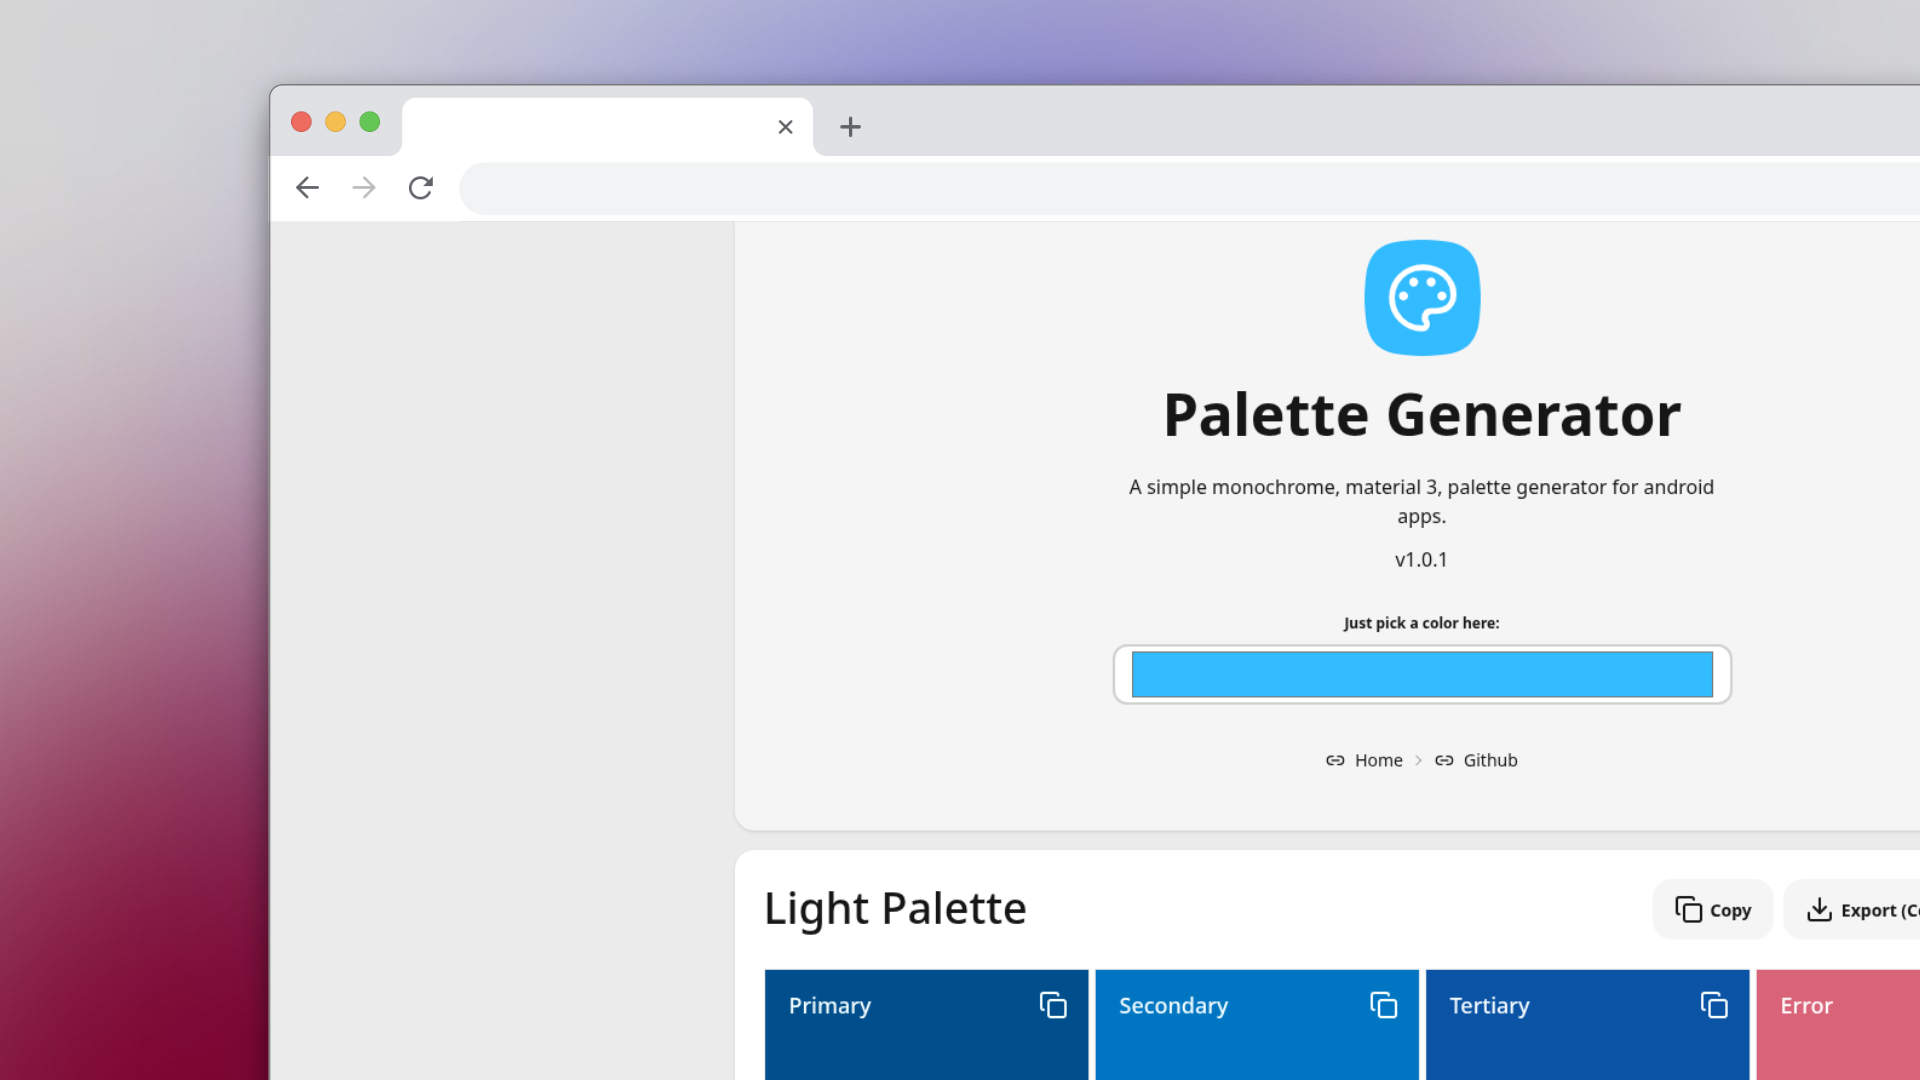 Palette Generator
A simple monochrome, material 3, palette generator for android
apps.
v1.0.1
Just pick a color here:
Home
Github
Light Palette
Copy
Export (C
Primary
Secondary
Tertiary
Error